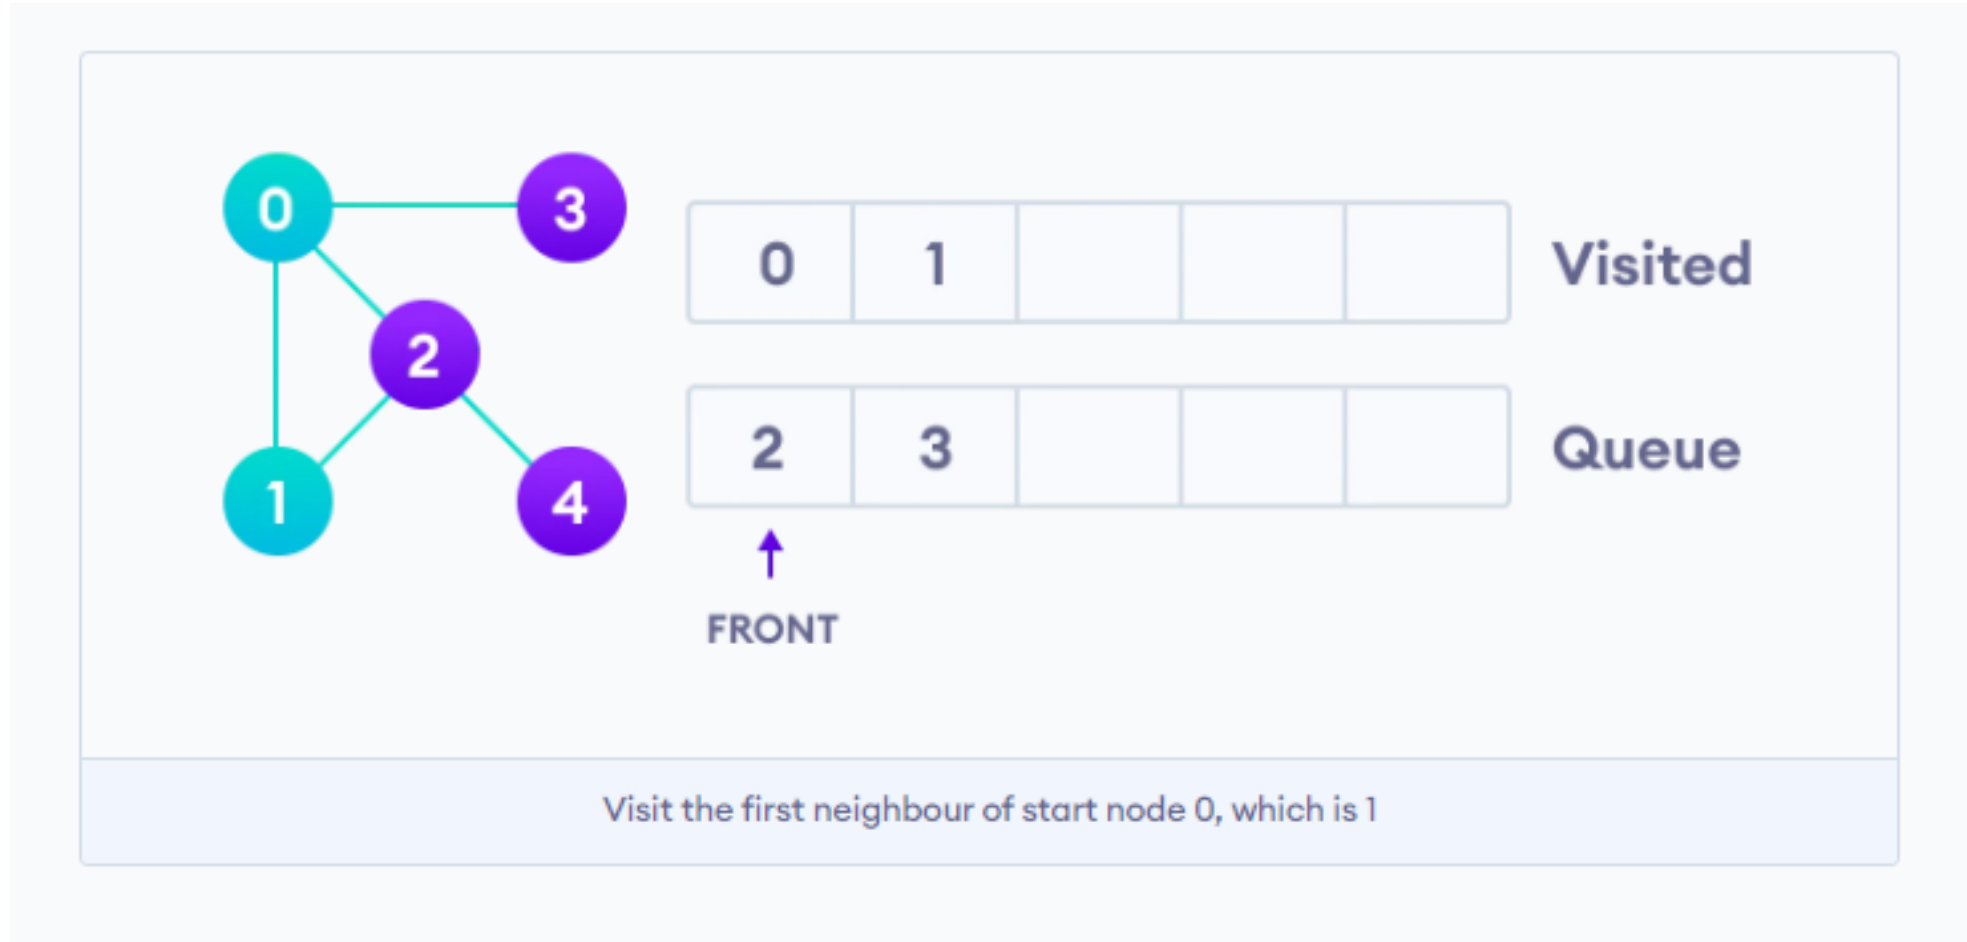 0 3
0 1 Visited
2
2 3 Queue
1 4
FRONT
Visit the first neighbour of start node 0, which is 1